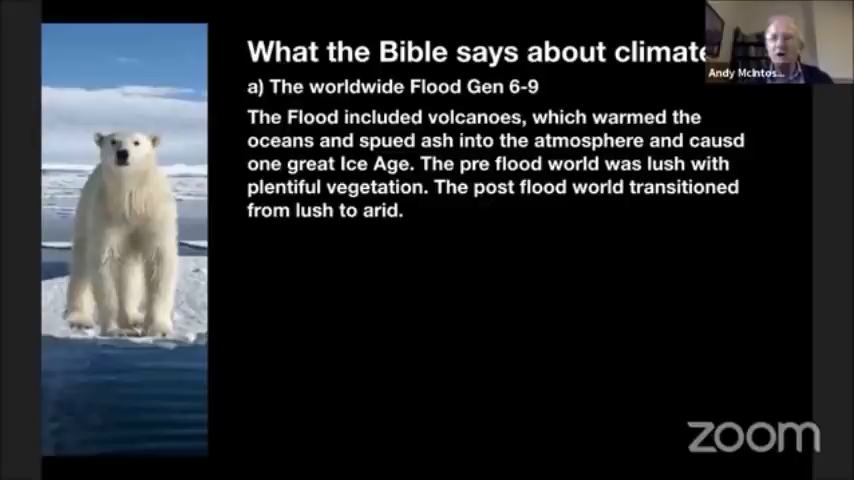 What the Bible says about climate
a) The worldwide Flood Gen 6-9
The Flood included volcanoes, which warmed the
oceans and spued ash into the atmosphere and causd
one great Ice Age. The pre flood world was lush with
plentiful vegetation. The post flood world transitioned
from lush to arid.
Andy McIntos...
zoom